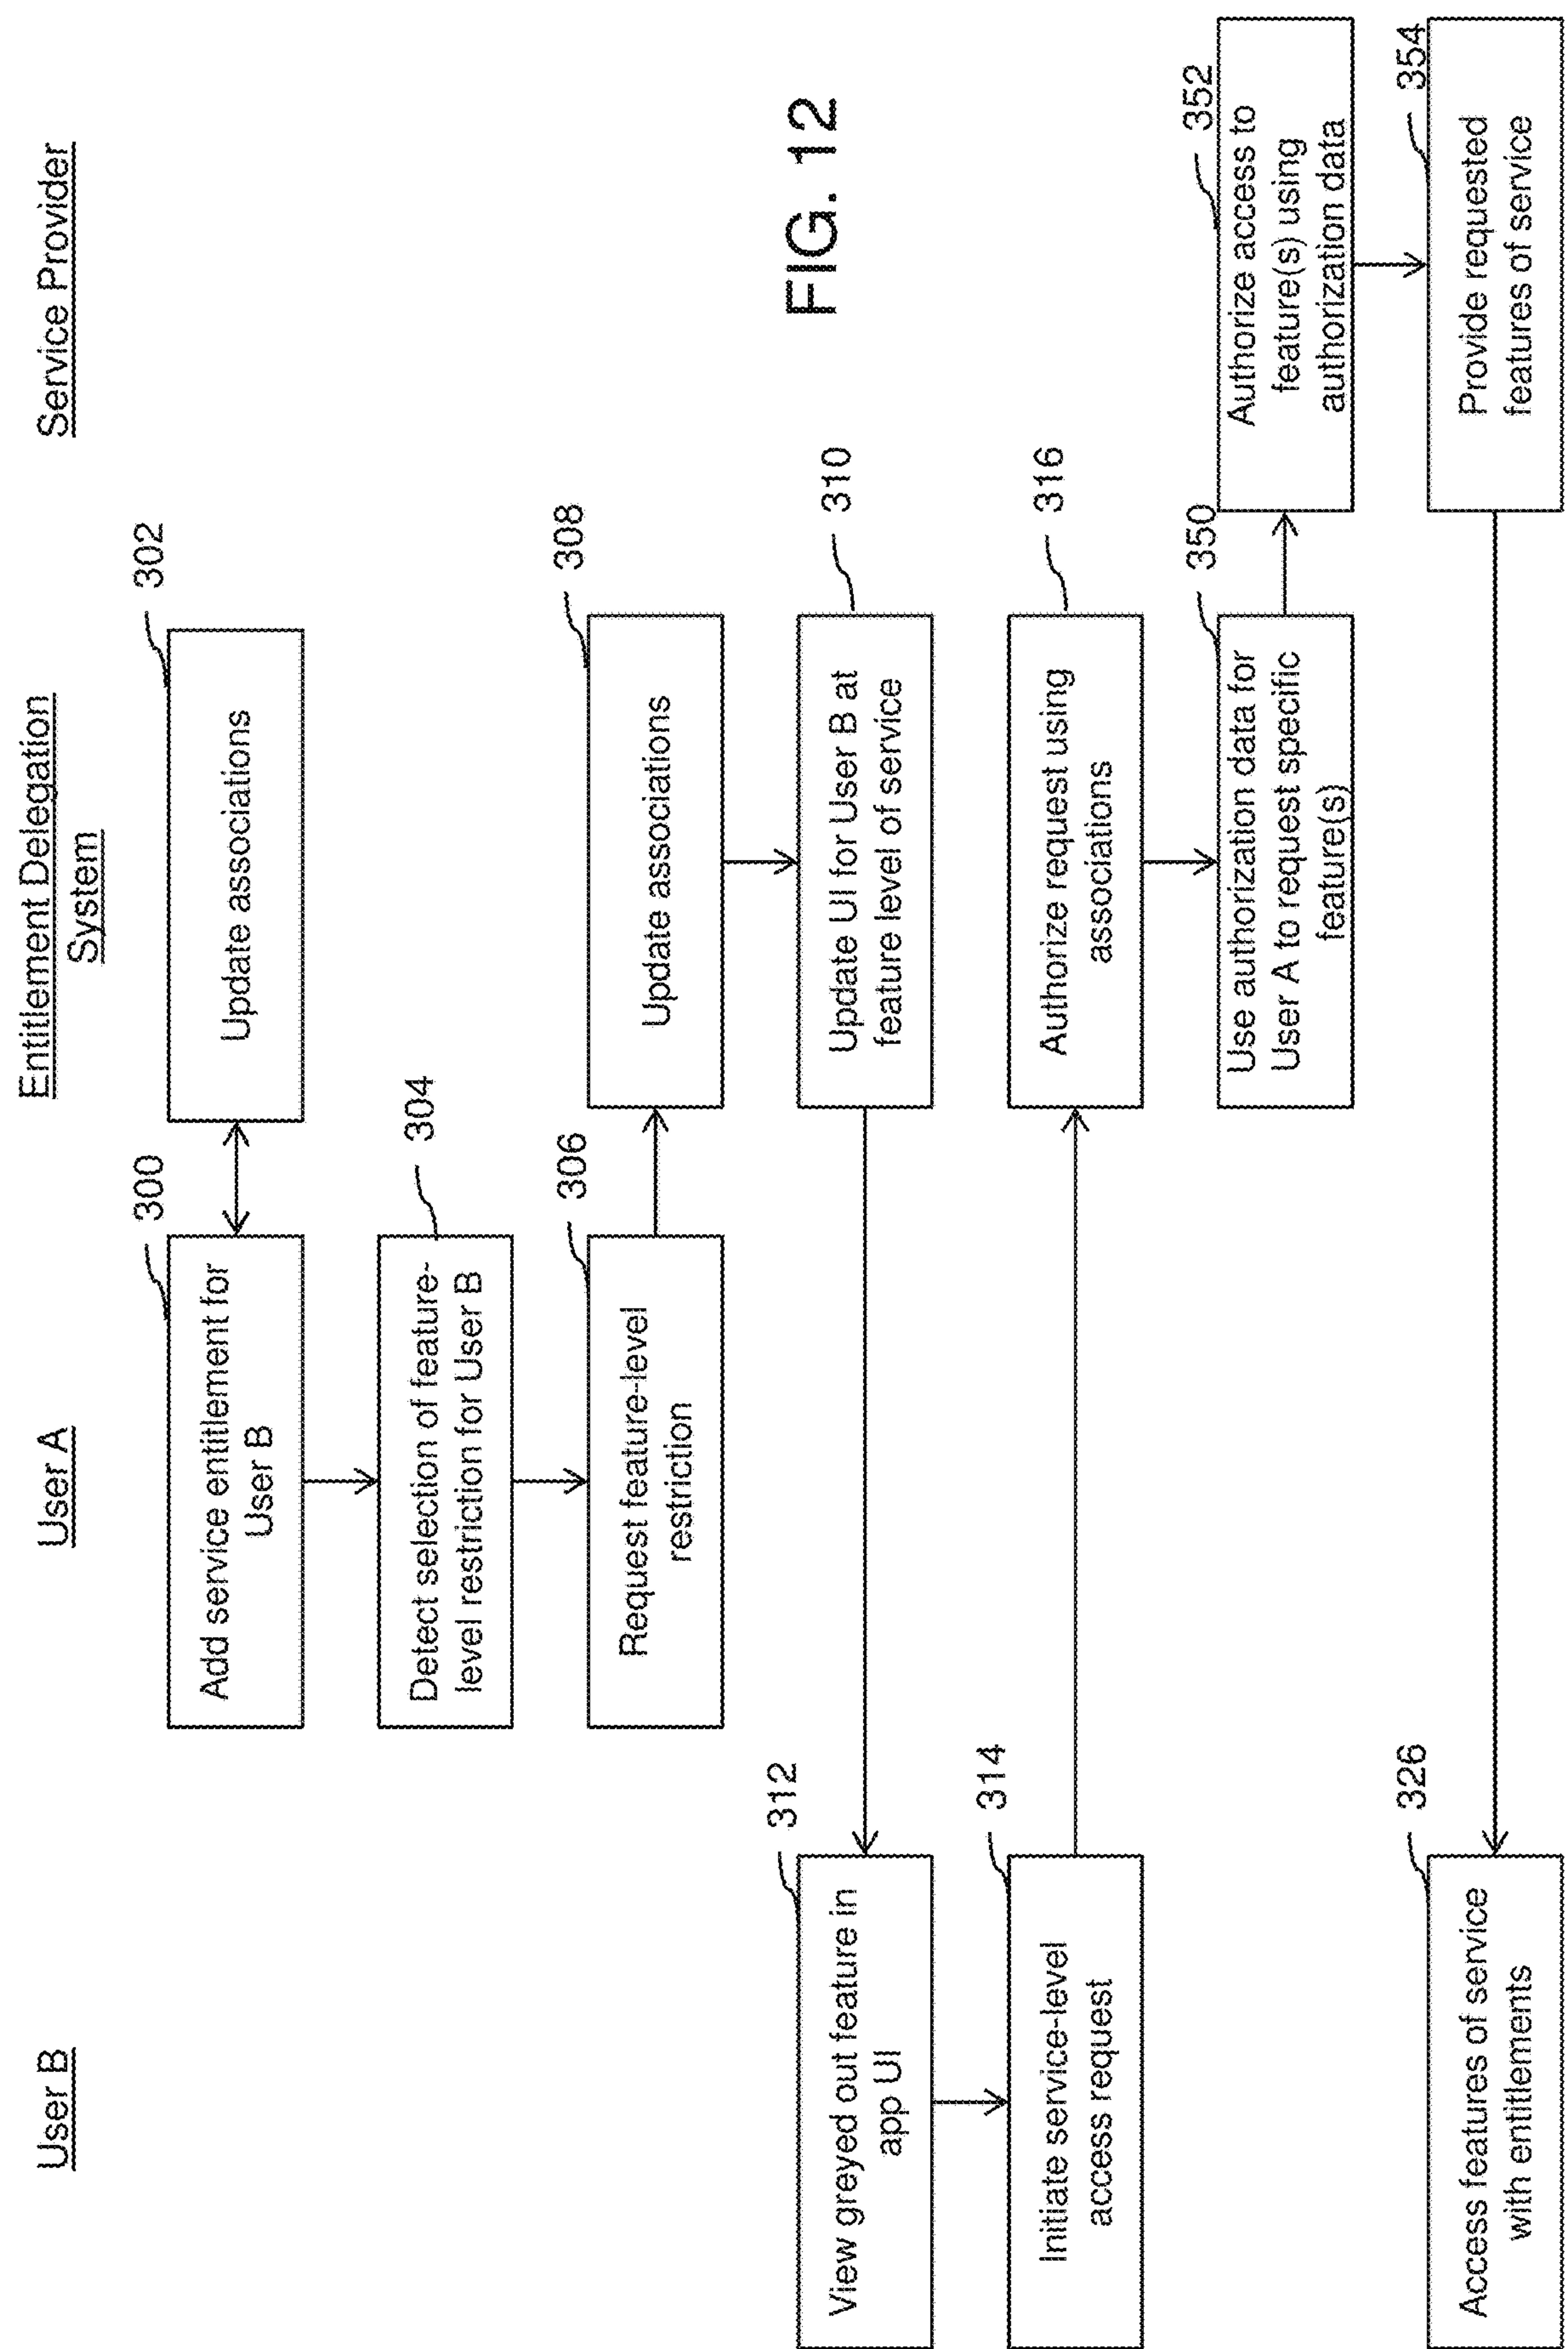 User B
User A
Entitlement Delegation
System
Service Provider
300
Add service entitlement for
User B
302
Update associations
304
Detect selection of feature-
level restriction for User B
306
Request feature-level
restriction
308
Update associations
310
Update UI for User B at
feature level of service
312
View greyed out feature in
app UI
314
Initiate service-level
access request
316
Authorize request using
associations
350
Use authorization data for
User A to request specific
feature(s)
352
Authorize access to
feature(s) using
authorization data
354
Provide requested
features of service
326
Access features of service
with entitlements
FIG. 12